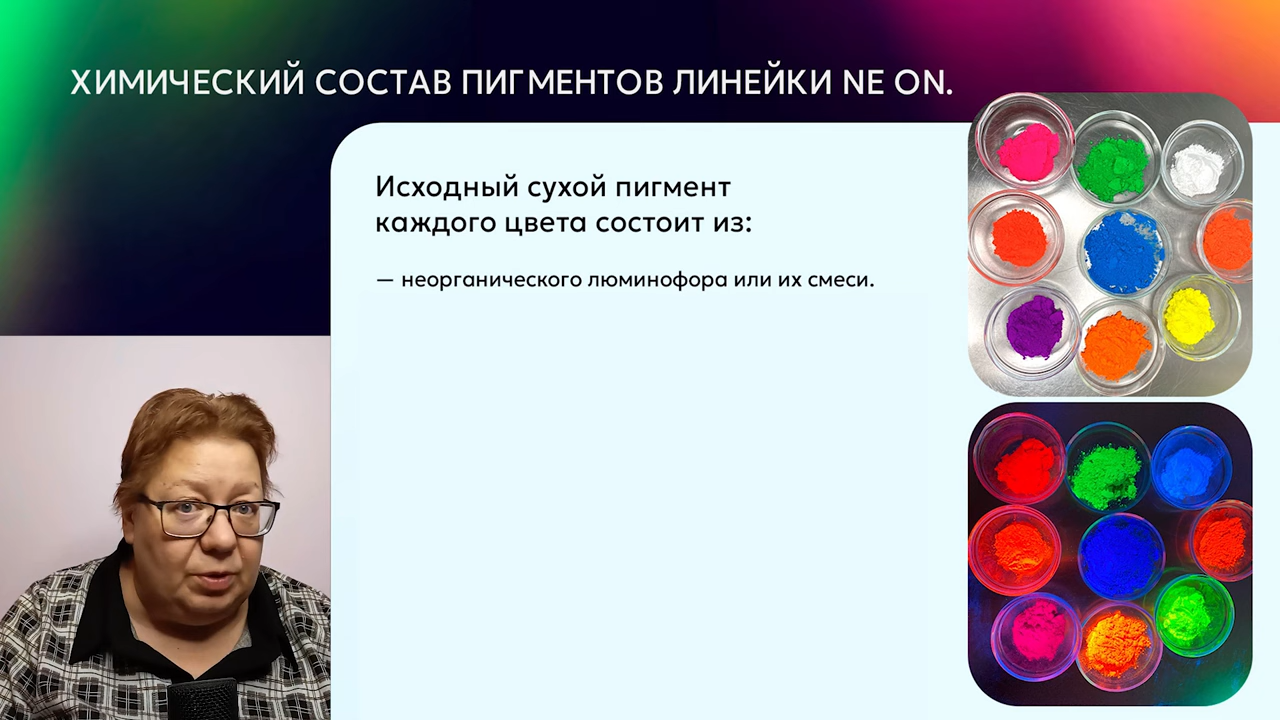 ХИМИЧЕСКИЙ СОСТАВ ПИГМЕНТОВ ЛИНЕЙКИ NE ON.
Исходный сухой пигмент
каждого цвета состоит из:
— неорганического люминофора или их смеси.